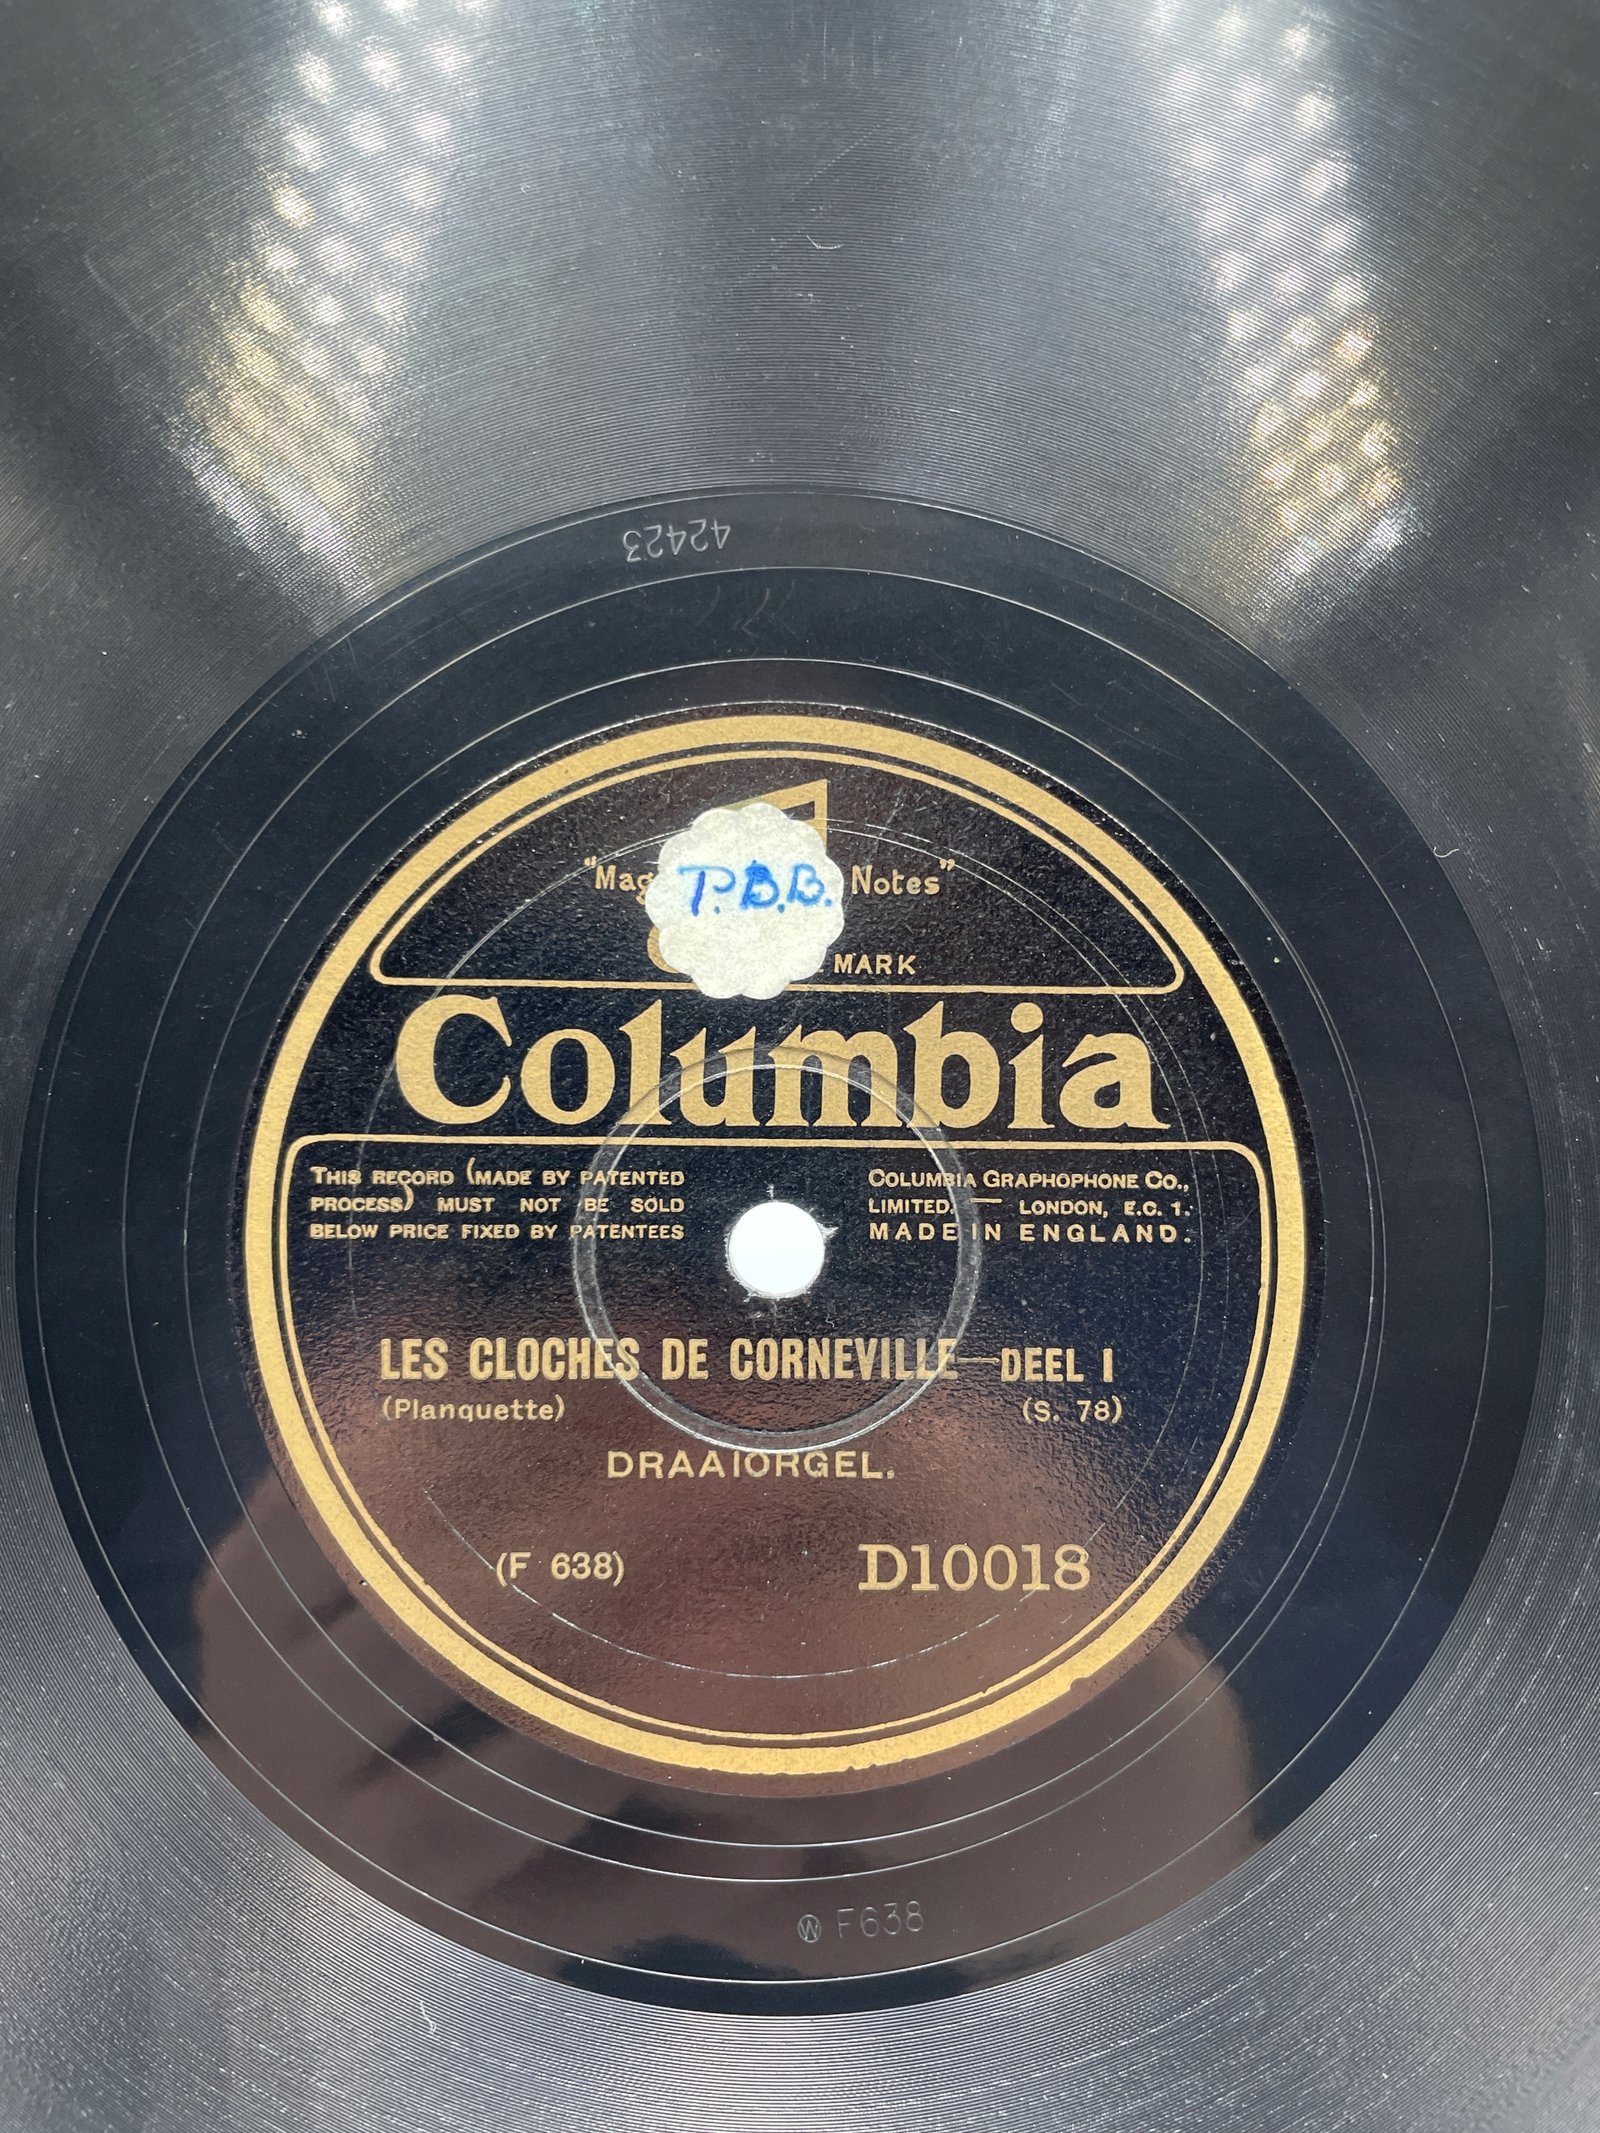 42423
"Mag Notes"
T.B.B.
MARK
Columbia
THIS RECORD (MADE BY PATENTED
PROCESS) MUST NOT BE SOLD
BELOW PRICE FIXED BY PATENTEES
COLUMBIA GRAPHOPHONE CO.,
LIMITED. — LONDON, E.C. 1.
MADE IN ENGLAND.
LES CLOCHES DE CORNEVILLE—DEEL I
(Planquette) (S. 78)
DRAAIORGEL.
(F 638) D10018
Ⓦ F638